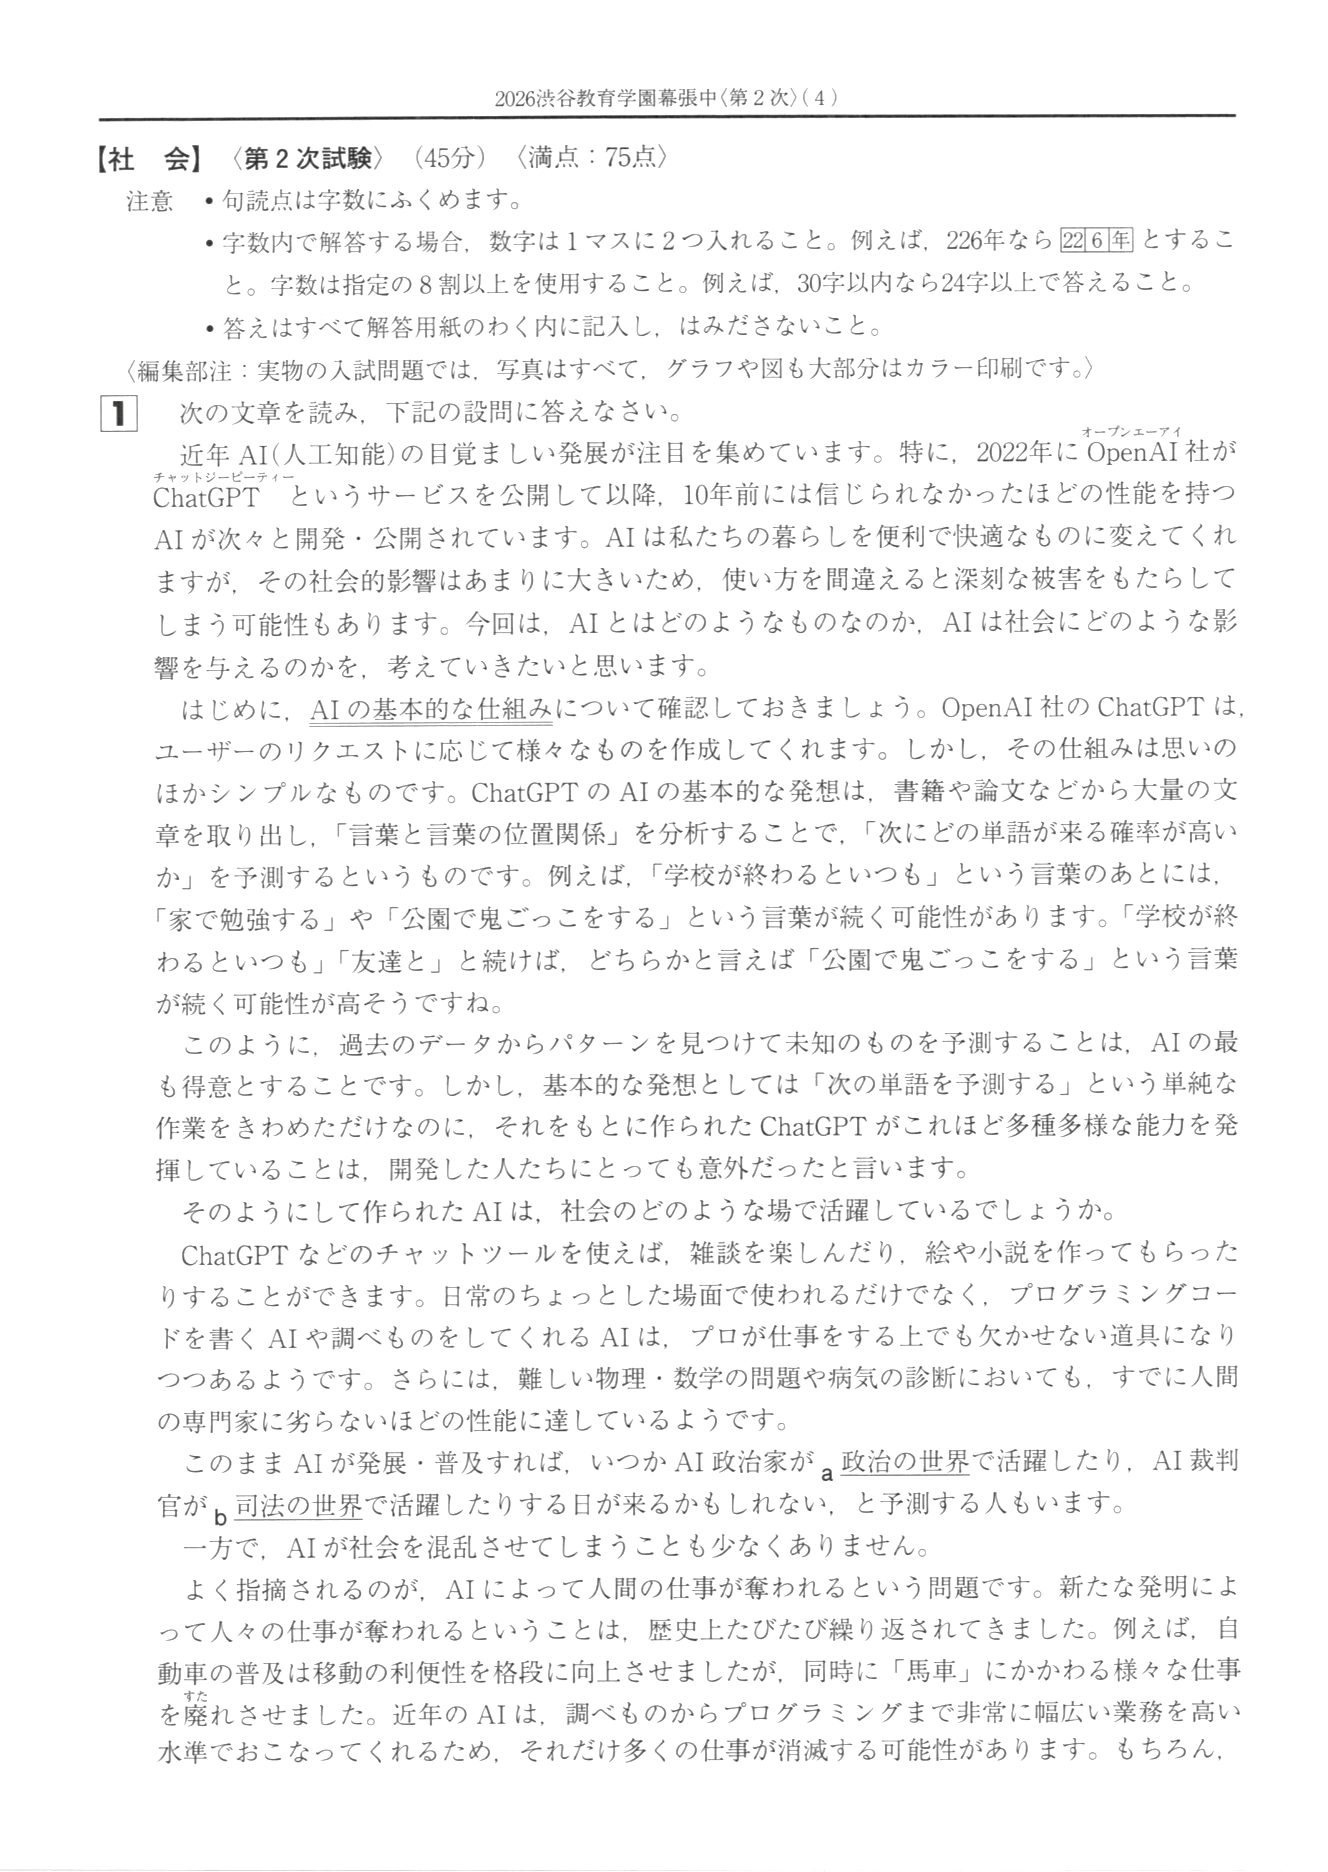 2026渋谷教育学園幕張中〈第2次〉(4)
【社 会】〈第2次試験〉(45分)〈満点：75点〉
注意 • 句読点は字数にふくめます。
• 字数内で解答する場合，数字は1マスに2つ入れること。例えば，226年なら22|6|年とするこ
と。字数は指定の8割以上を使用すること。例えば，30字以内なら24字以上で答えること。
• 答えはすべて解答用紙のわく内に記入し，はみださないこと。
〈編集部注：実物の入試問題では，写真はすべて，グラフや図も大部分はカラー印刷です。〉
1 次の文章を読み，下記の設問に答えなさい。
オープンエーアイ
近年AI(人工知能)の目覚ましい発展が注目を集めています。特に，2022年にOpenAI社が
チャットジーピーティー
ChatGPTというサービスを公開して以降，10年前には信じられなかったほどの性能を持つ
AIが次々と開発・公開されています。AIは私たちの暮らしを便利で快適なものに変えてくれ
ますが，その社会的影響はあまりに大きいため，使い方を間違えると深刻な被害をもたらして
しまう可能性もあります。今回は，AIとはどのようなものなのか，AIは社会にどのような影
響を与えるのかを，考えていきたいと思います。
はじめに，AIの基本的な仕組みについて確認しておきましょう。OpenAI社のChatGPTは，
ユーザーのリクエストに応じて様々なものを作成してくれます。しかし，その仕組みは思いの
ほかシンプルなものです。ChatGPTのAIの基本的な発想は，書籍や論文などから大量の文
章を取り出し，「言葉と言葉の位置関係」を分析することで，「次にどの単語が来る確率が高い
か」を予測するというものです。例えば，「学校が終わるといつも」という言葉のあとには，
「家で勉強する」や「公園で鬼ごっこをする」という言葉が続く可能性があります。「学校が終
わるといつも」「友達と」と続けば，どちらかと言えば「公園で鬼ごっこをする」という言葉
が続く可能性が高そうですね。
このように，過去のデータからパターンを見つけて未知のものを予測することは，AIの最
も得意とすることです。しかし，基本的な発想としては「次の単語を予測する」という単純な
作業をきわめただけなのに，それをもとに作られたChatGPTがこれほど多種多様な能力を発
揮していることは，開発した人たちにとっても意外だったと言います。
そのようにして作られたAIは，社会のどのような場で活躍しているでしょうか。
ChatGPTなどのチャットツールを使えば，雑談を楽しんだり，絵や小説を作ってもらった
りすることができます。日常のちょっとした場面で使われるだけでなく，プログラミングコー
ドを書くAIや調べものをしてくれるAIは，プロが仕事をする上でも欠かせない道具になり
つつあるようです。さらには，難しい物理・数学の問題や病気の診断においても，すでに人間
の専門家に劣らないほどの性能に達しているようです。
このままAIが発展・普及すれば，いつかAI政治家がa政治の世界で活躍したり，AI裁判
官がb司法の世界で活躍したりする日が来るかもしれない，と予測する人もいます。
一方で，AIが社会を混乱させてしまうことも少なくありません。
よく指摘されるのが，AIによって人間の仕事が奪われるという問題です。新たな発明によ
って人々の仕事が奪われるということは，歴史上たびたび繰り返されてきました。例えば，自
動車の普及は移動の利便性を格段に向上させましたが，同時に「馬車」にかかわる様々な仕事
すた
を廃れさせました。近年のAIは，調べものからプログラミングまで非常に幅広い業務を高い
水準でおこなってくれるため，それだけ多くの仕事が消滅する可能性があります。もちろん，